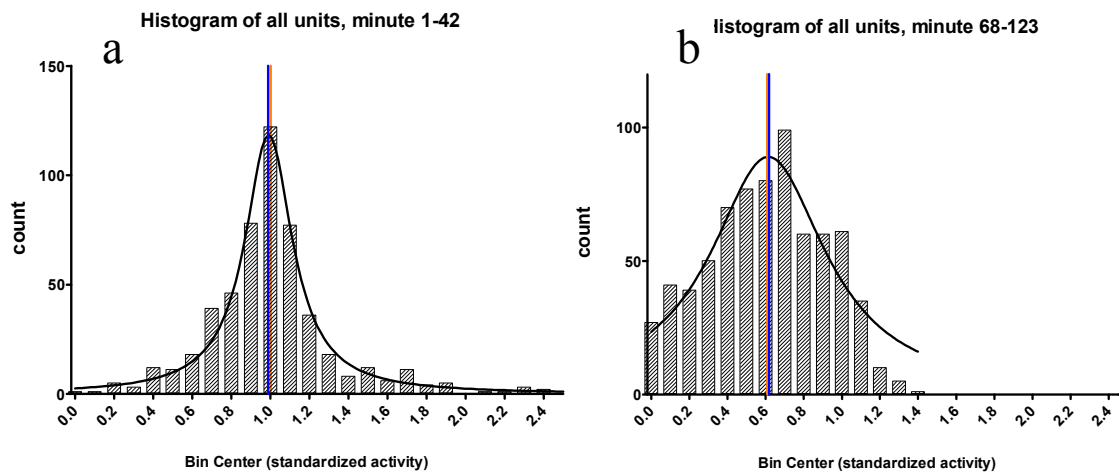 Histogram of all units, minute 1-42
a
150
100
50
0
count
0.0 0.2 0.4 0.6 0.8 1.0 1.2 1.4 1.6 1.8 2.0 2.2 2.4
Bin Center (standardized activity)
istogram of all units, minute 68-123
b
100
50
0
count
0.0 0.2 0.4 0.6 0.8 1.0 1.2 1.4 1.6 1.8 2.0 2.2 2.4
Bin Center (standardized activity)